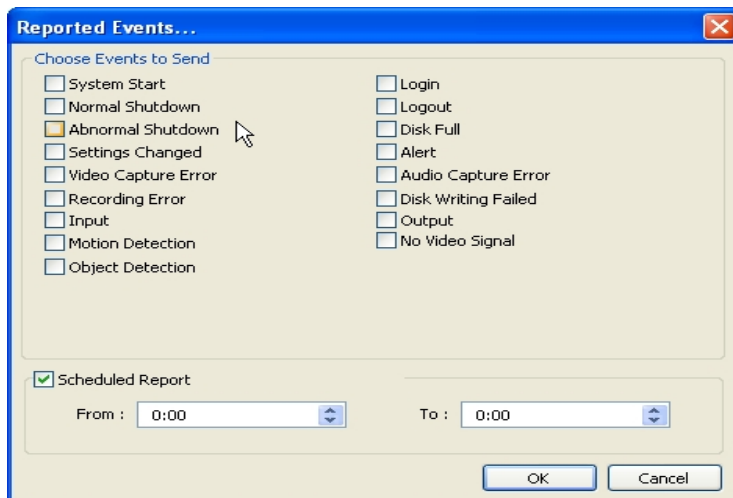 Reported Events...
Choose Events to Send
System Start
Normal Shutdown
Abnormal Shutdown
Settings Changed
Video Capture Error
Recording Error
Input
Motion Detection
Object Detection
Login
Logout
Disk Full
Alert
Audio Capture Error
Disk Writing Failed
Output
No Video Signal
Scheduled Report
From : 0:00 To : 0:00
OK Cancel